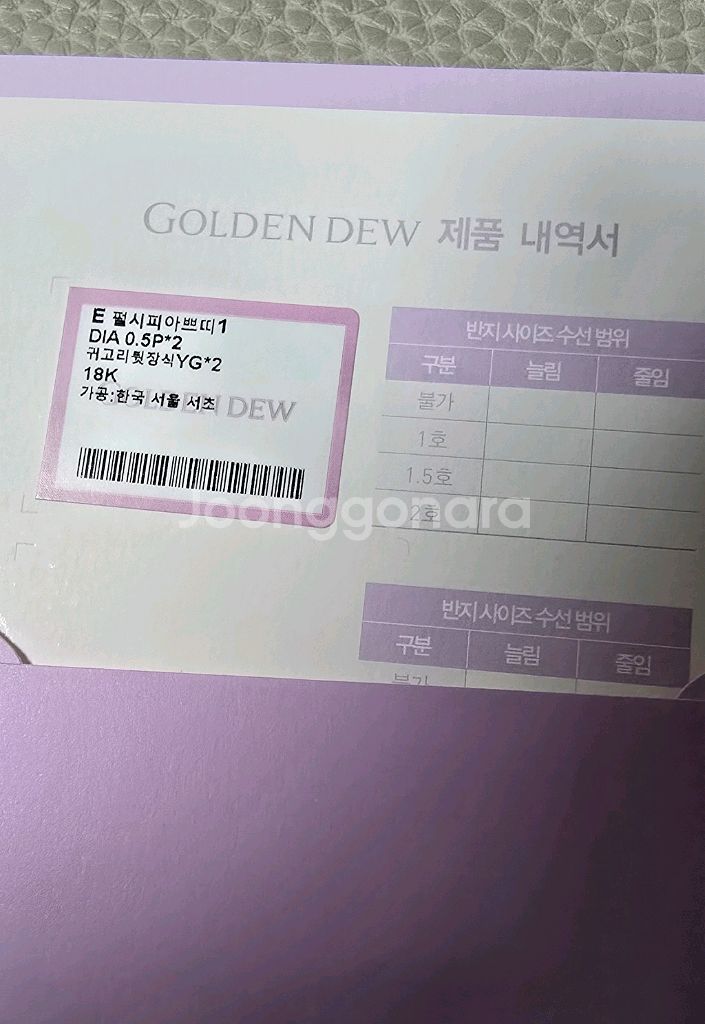 GOLDEN DEW 제품 내역서
E 펄시피아쁘띠1
DIA 0.5P*2
귀고리뒷장식YG*2
18K
가공:한국 서울 서초
GOLDEN DEW
반지사이즈 수선 범위
구분 늘림 줄임
불가
1호
1.5호
2호
Joonggonara
반지사이즈 수선 범위
구분 늘림 줄임
불가